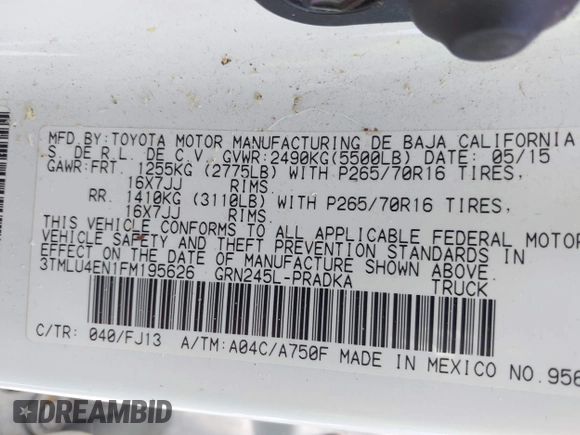 MFD.BY:TOYOTA MOTOR MANUFACTURING DE BAJA CALIFORNIA
S. DE R.L. DE C.V. GVWR:2490KG(5500LB) DATE: 05/15
GAWR:FRT. 1255KG (2775LB) WITH P265/70R16 TIRES,
16X7JJ RIMS.
RR. 1410KG (3110LB) WITH P265/70R16 TIRES,
16X7JJ RIMS.
THIS VEHICLE CONFORMS TO ALL APPLICABLE FEDERAL MOTOR
VEHICLE SAFETY AND THEFT PREVENTION STANDARDS IN
EFFECT ON THE DATE OF MANUFACTURE SHOWN ABOVE.
3TMLU4EN1FM195626 GRN245L-PRADKA TRUCK
C/TR: 040/FJ13 A/TM:A04C/A750F MADE IN MEXICO NO.956
DREAMBID